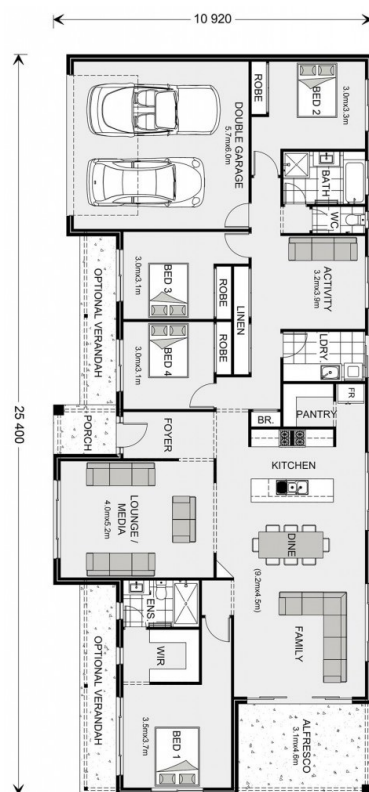 10 920
25 400
DOUBLE GARAGE
5.7mx6.0m
ROBE
BED 2
3.0mx3.3m
BATH
WC
OPTIONAL VERANDAH
BED 3
3.0mx3.1m
ROBE
LINEN
ACTIVITY
3.2mx3.9m
BED 4
3.0mx3.1m
ROBE
LDRY
PORCH
FOYER
BR.
PANTRY
FR
KITCHEN
LOUNGE /
MEDIA
4.0mx5.2m
DINE
(9.2mx4.5m)
FAMILY
ENS.
WIR
OPTIONAL VERANDAH
BED 1
3.5mx3.7m
ALFRESCO
3.1mx4.6m